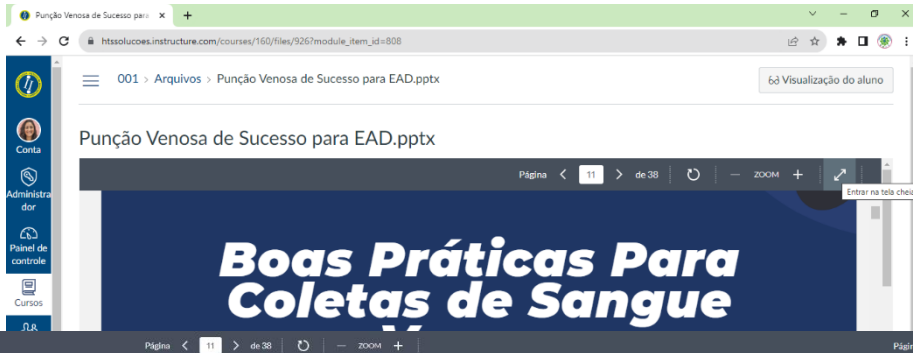 Punção Venosa de Sucesso para
htssolucoes.instructure.com/courses/160/files/926?module_item_id=808
001 > Arquivos > Punção Venosa de Sucesso para EAD.pptx
Visualização do aluno
Conta
Punção Venosa de Sucesso para EAD.pptx
Página 11 de 38 ZOOM
Administra
dor
Entrar na tela cheia
Painel de
controle
Boas Práticas Para
Coletas de Sangue
Cursos
Página 11 de 38 ZOOM